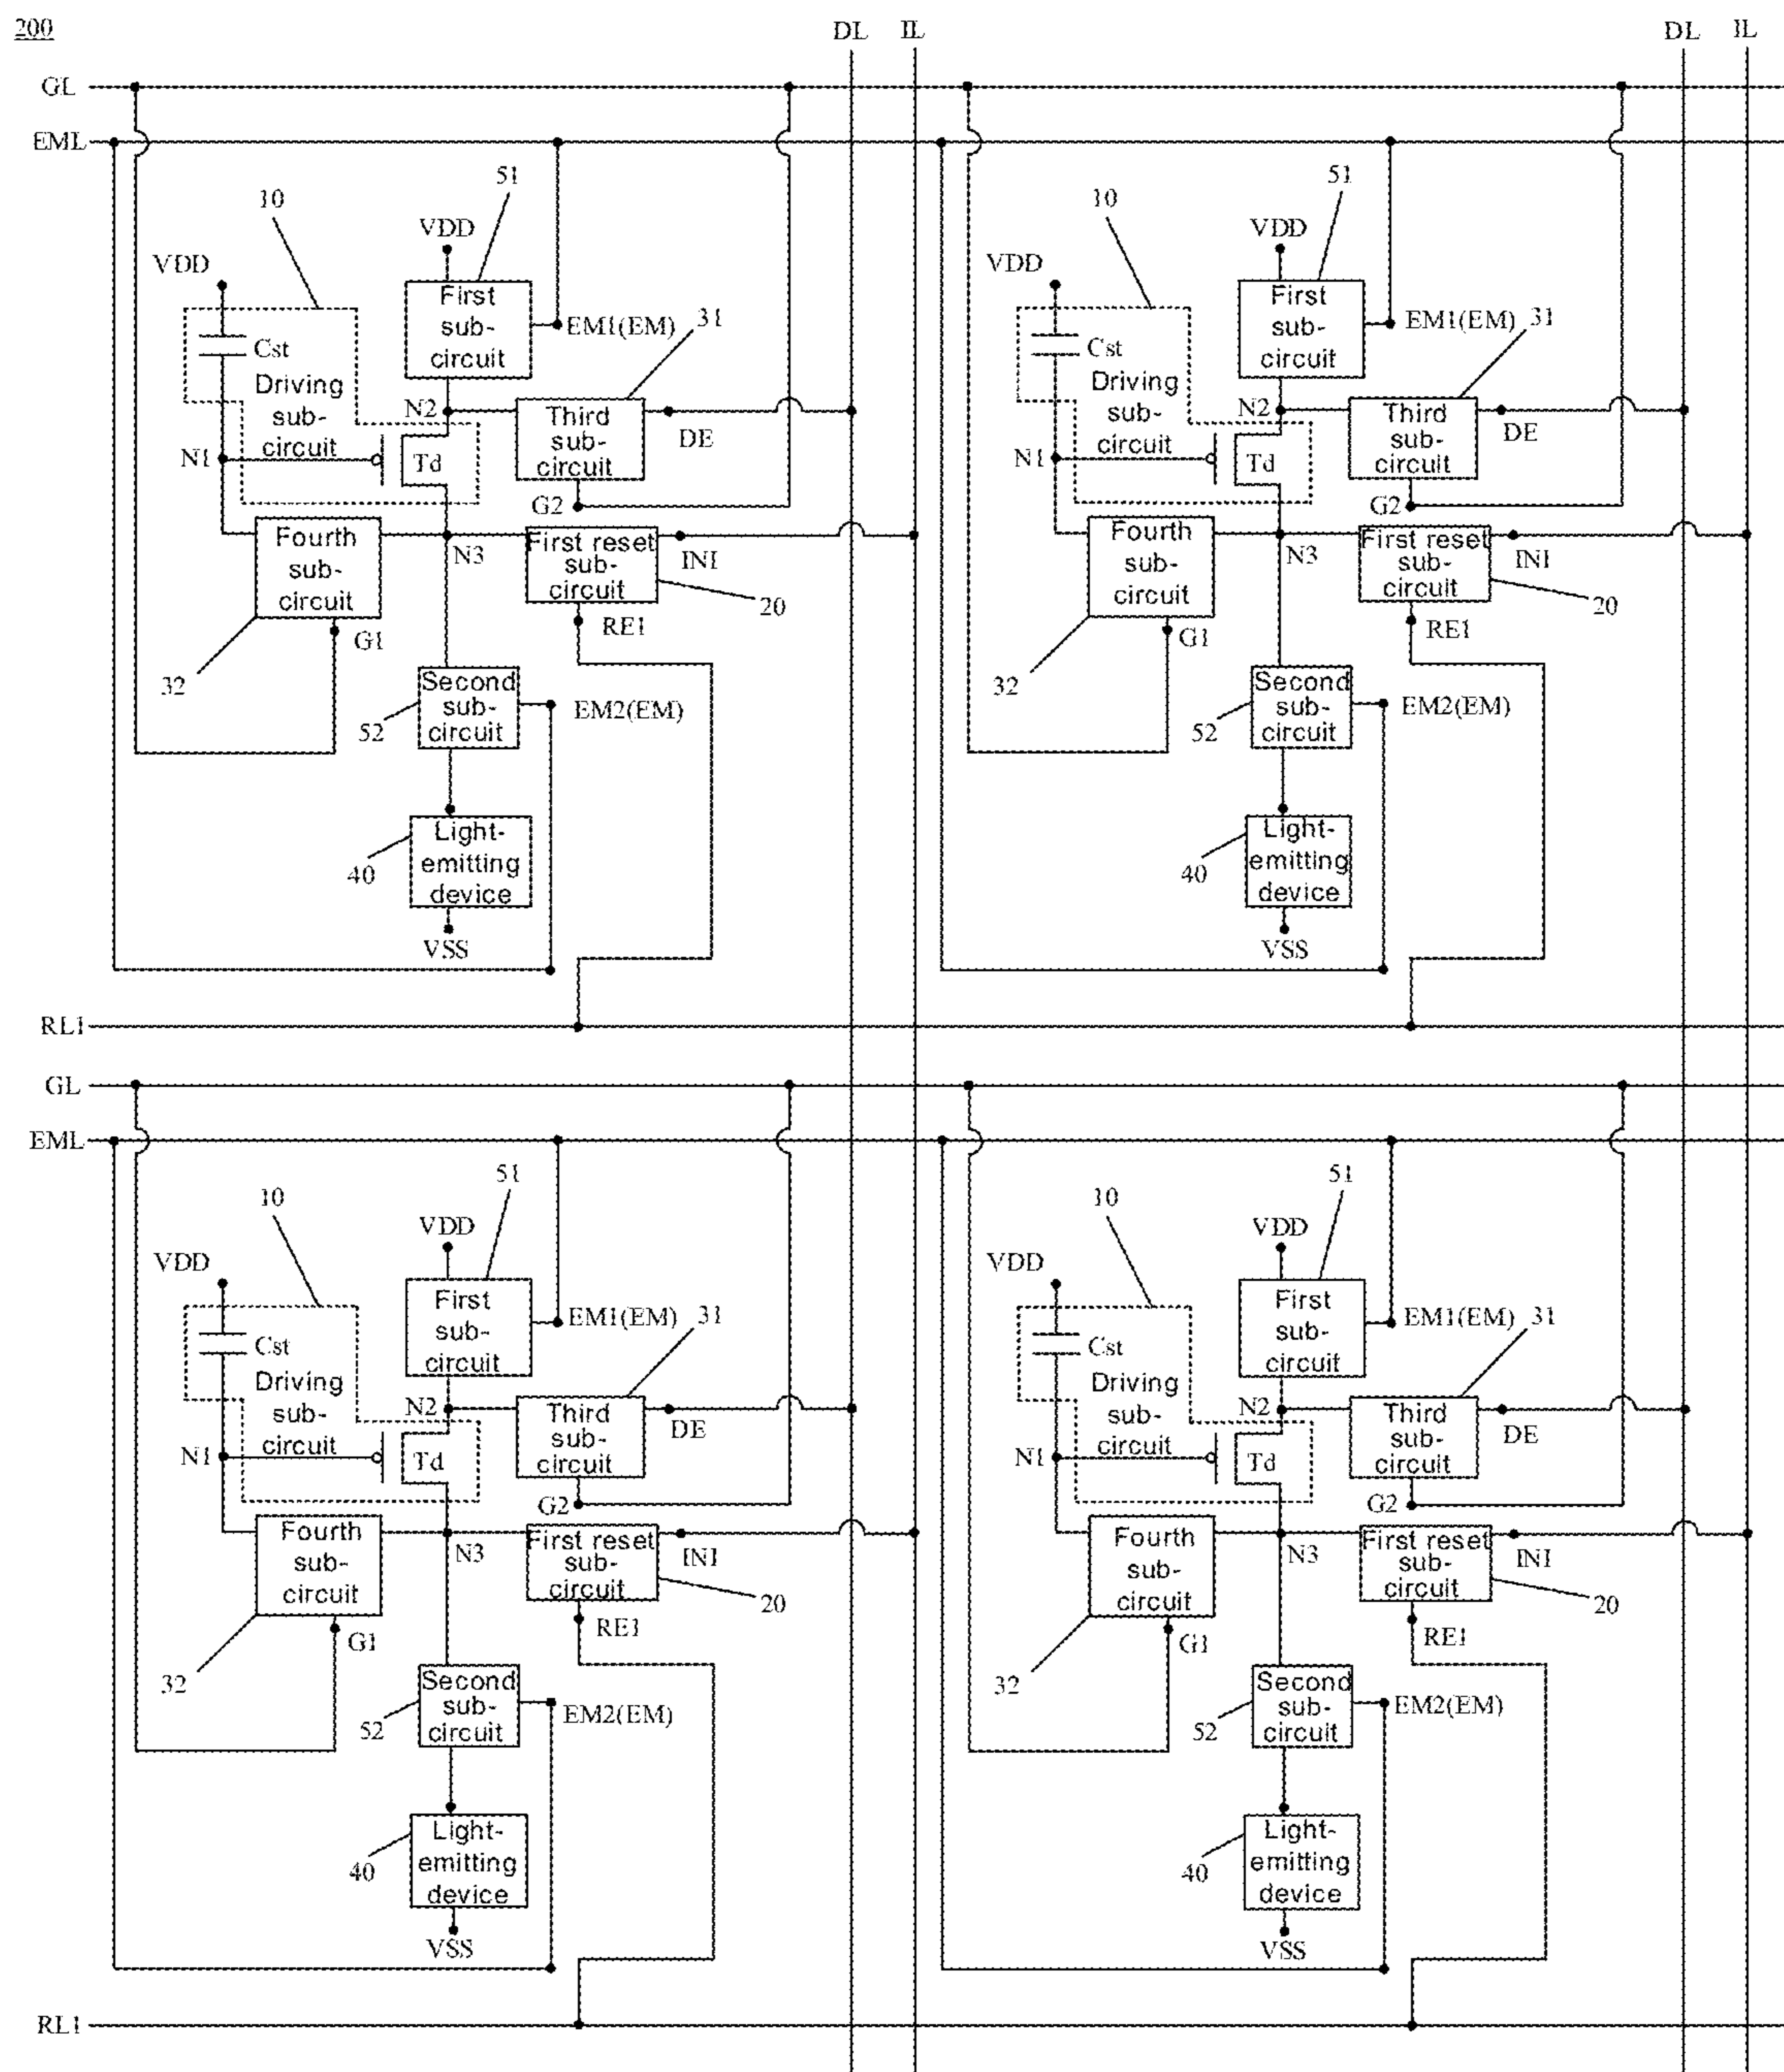 200
DL
IL
DL
IL
GL
EML
10
51
VDD
VDD
First
sub-
circuit
EM1(EM)
31
Cst
Driving
sub-
circuit
N2
Third
sub-
circuit
DE
N1
Td
G2
Fourth
sub-
circuit
N3
First reset
sub-
circuit
INI
20
G1
RE1
32
Second
sub-
circuit
EM2(EM)
52
Light-
emitting
device
40
VSS
10
51
VDD
VDD
First
sub-
circuit
EM1(EM)
31
Cst
Driving
sub-
circuit
N2
Third
sub-
circuit
DE
N1
Td
G2
Fourth
sub-
circuit
N3
First reset
sub-
circuit
INI
20
G1
RE1
32
Second
sub-
circuit
EM2(EM)
52
Light-
emitting
device
40
VSS
RL1
GL
EML
10
51
VDD
VDD
First
sub-
circuit
EM1(EM)
31
Cst
Driving
sub-
circuit
N2
Third
sub-
circuit
DE
N1
Td
G2
Fourth
sub-
circuit
N3
First reset
sub-
circuit
INI
20
G1
RE1
32
Second
sub-
circuit
EM2(EM)
52
Light-
emitting
device
40
VSS
10
51
VDD
VDD
First
sub-
circuit
EM1(EM)
31
Cst
Driving
sub-
circuit
N2
Third
sub-
circuit
DE
N1
Td
G2
Fourth
sub-
circuit
N3
First reset
sub-
circuit
INI
20
G1
RE1
32
Second
sub-
circuit
EM2(EM)
52
Light-
emitting
device
40
VSS
RL1